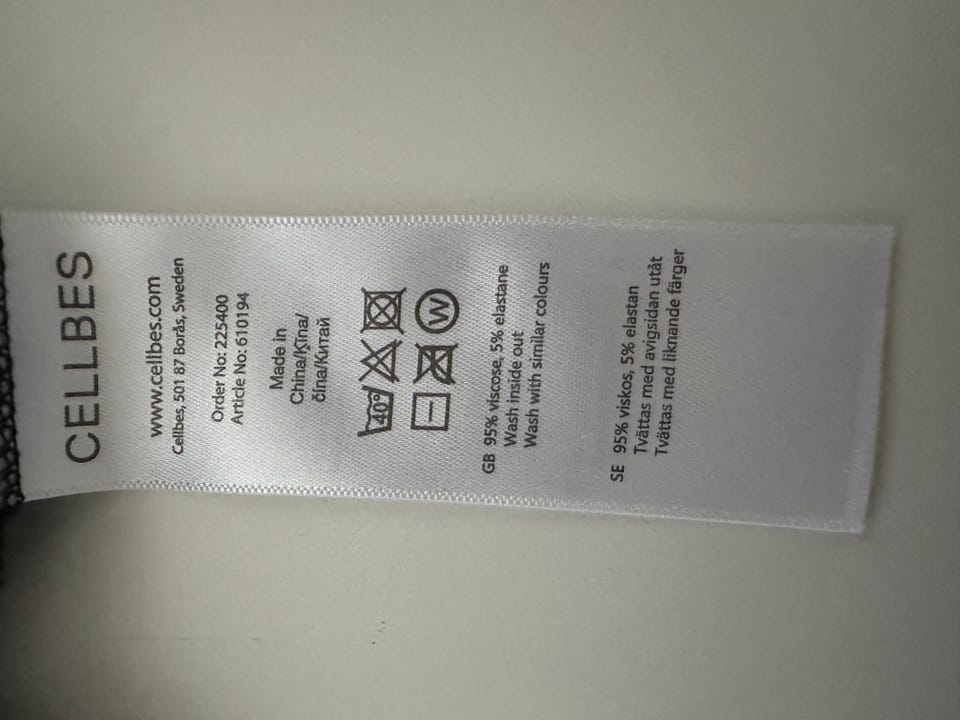 CELLBES
www.cellbes.com
Cellbes, 501 87 Borås, Sweden
Order No: 225400
Article No: 610194
Made in
China/Ķīna/
čína/Китай
40°
W
GB 95% viscose, 5% elastane
Wash inside out
Wash with similar colours
SE 95% viskos, 5% elastan
Tvättas med avigsidan utåt
Tvättas med liknande färger